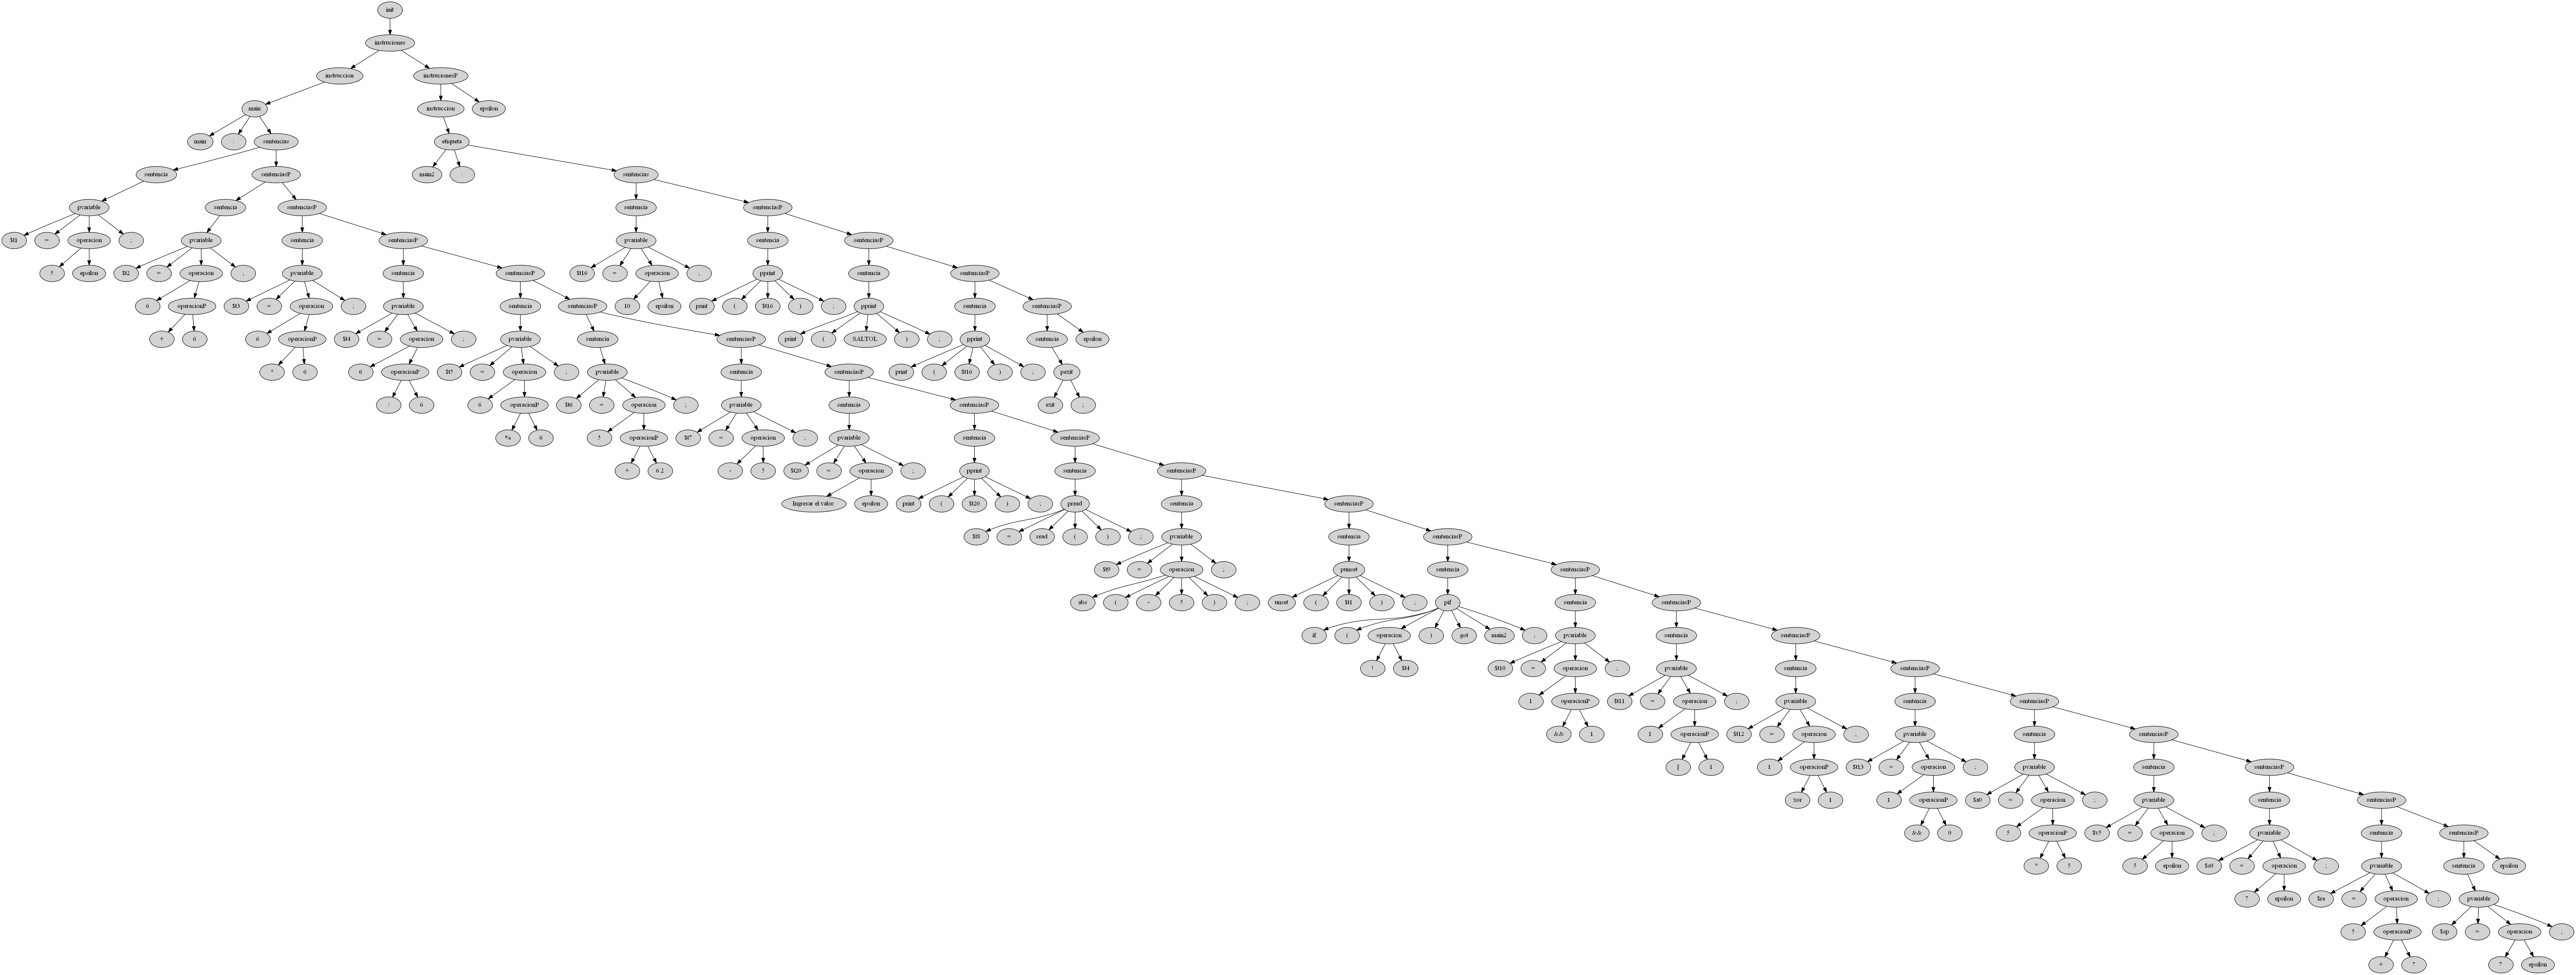 init
instruciones
instruccion instrucionesP
main instruccion epsilon
main : sentencias etiqueta
sentencia sentenciasP main2 : sentencias
pvariable sentencia sentenciasP sentencia sentenciasP
$t1 = operacion ; pvariable sentencia sentenciasP pvariable sentencia sentenciasP
5 epsilon $t2 = operacion ; pvariable sentencia sentenciasP $t16 = operacion ; pprint sentencia sentenciasP
6 operacionP $t3 = operacion ; pvariable sentencia sentenciasP 10 epsilon print ( $t16 ) ; pprint sentencia sentenciasP
+ 6 6 operacionP $t4 = operacion ; pvariable sentencia sentenciasP print ( SALTOL ) ; pprint sentencia epsilon
* 6 6 operacionP $t5 = operacion ; pvariable sentencia sentenciasP print ( $t16 ) ; pexit
/ 6 6 operacionP $t6 = operacion ; pvariable sentencia sentenciasP exit ;
% 6 5 operacionP $t7 = operacion ; pvariable sentencia sentenciasP
+ 6.2 - 5 $t20 = operacion ; pprint sentencia sentenciasP
Ingresar el valor: epsilon print ( $t20 ) ; pread sentencia sentenciasP
$t8 = read ( ) ; pvariable sentencia sentenciasP
$t9 = operacion ; punset sentencia sentenciasP
abs ( - 5 ) ; unset ( $t1 ) ; pif sentencia sentenciasP
if ( operacion ) got main2 ; pvariable sentencia sentenciasP
! $t4 $t10 = operacion ; pvariable sentencia sentenciasP
1 operacionP $t11 = operacion ; pvariable sentencia sentenciasP
&& 1 1 operacionP $t12 = operacion ; pvariable sentencia sentenciasP
1 1 operacionP $t13 = operacion ; pvariable sentencia sentenciasP
xor 1 1 operacionP $a0 = operacion ; pvariable sentencia sentenciasP
&& 0 5 operacionP $v5 = operacion ; pvariable sentencia sentenciasP
* 5 5 epsilon $s0 = operacion ; pvariable sentencia epsilon
7 epsilon $ra = operacion ; pvariable
5 operacionP $sp = operacion ;
+ 7 7 epsilon